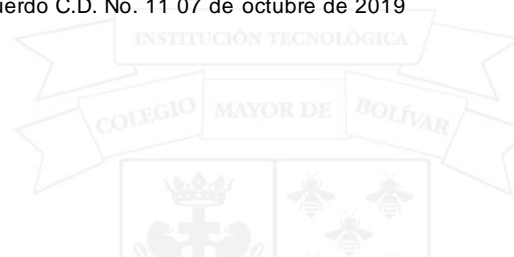 uerdo C.D. No. 11 07 de octubre de 2019
INSTITUCIÓN TECNOLÓGICA
COLEGIO MAYOR DE BOLÍVAR